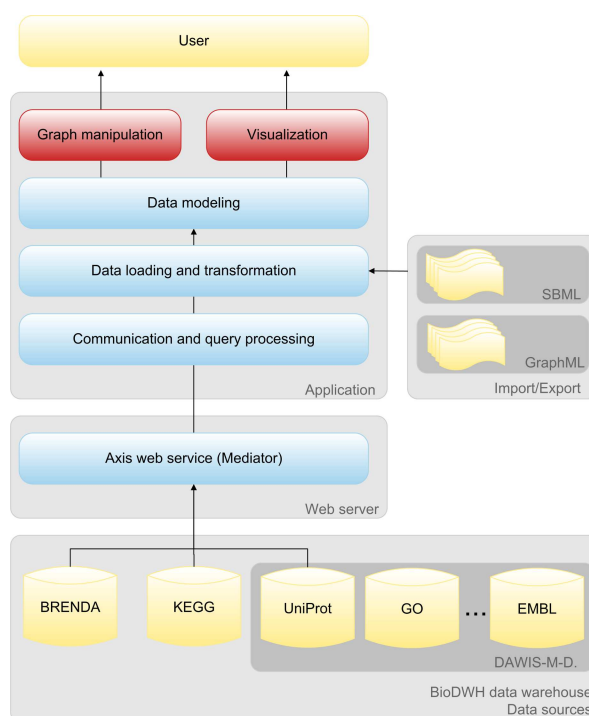 User
Graph manipulation
Visualization
Data modeling
Data loading and transformation
SBML
Communication and query processing
GraphML
Application
Import/Export
Axis web service (Mediator)
Web server
BRENDA
KEGG
UniProt
GO
...
EMBL
DAWIS-M-D.
BioDWH data warehouse
Data sources